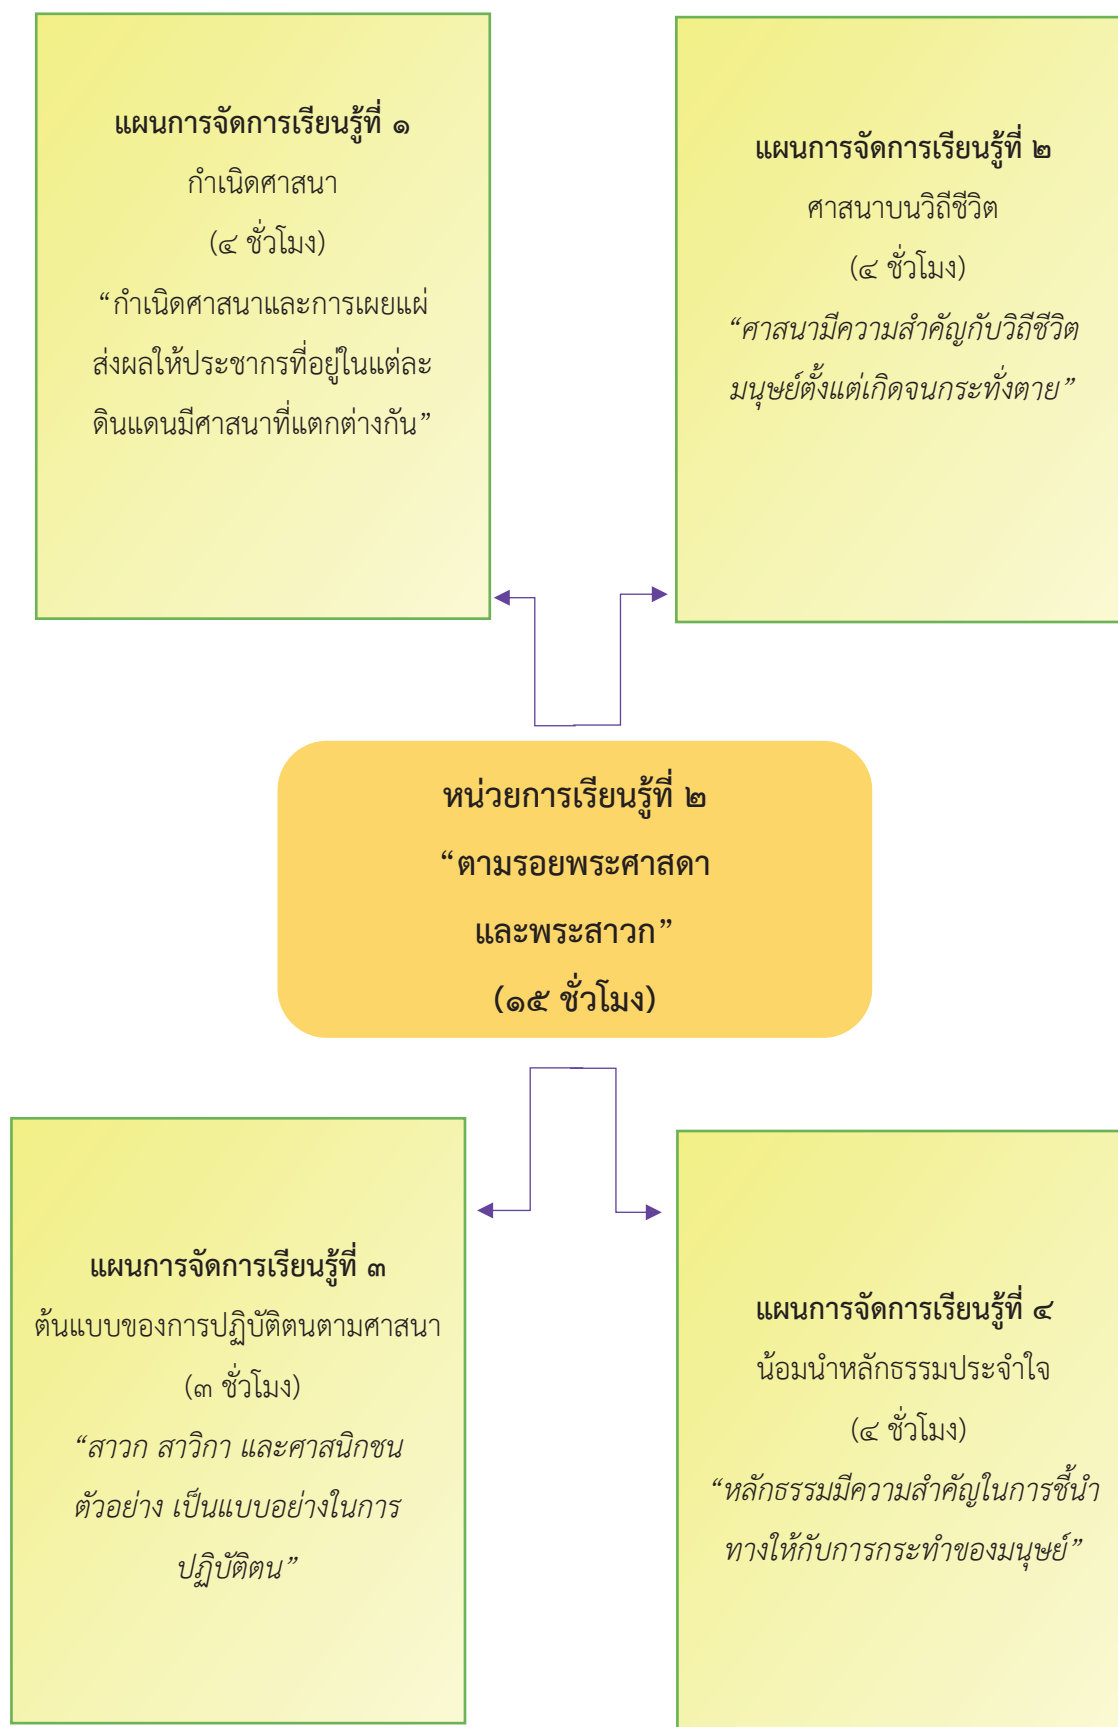 แผนการจัดการเรียนรู้ที่ ๑
กำเนิดศาสนา
(๔ ชั่วโมง)
“กำเนิดศาสนาและการเผยแผ่
ส่งผลให้ประชากรที่อยู่ในแต่ละ
ดินแดนมีศาสนาที่แตกต่างกัน”
แผนการจัดการเรียนรู้ที่ ๒
ศาสนาบนวิถีชีวิต
(๔ ชั่วโมง)
“ศาสนามีความสำคัญกับวิถีชีวิต
มนุษย์ตั้งแต่เกิดจนกระทั่งตาย”
หน่วยการเรียนรู้ที่ ๒
“ตามรอยพระศาสดา
และพระสาวก”
(๑๕ ชั่วโมง)
แผนการจัดการเรียนรู้ที่ ๓
ต้นแบบของการปฏิบัติตนตามศาสนา
(๓ ชั่วโมง)
“สาวก สาวิกา และศาสนิกชน
ตัวอย่าง เป็นแบบอย่างในการ
ปฏิบัติตน”
แผนการจัดการเรียนรู้ที่ ๔
น้อมนำหลักธรรมประจำใจ
(๔ ชั่วโมง)
“หลักธรรมมีความสำคัญในการชี้นำ
ทางให้กับการกระทำของมนุษย์”